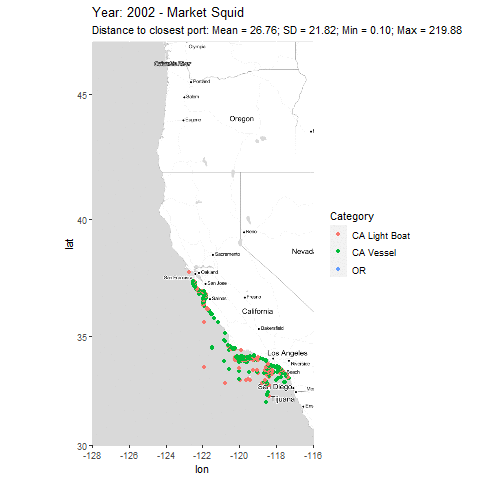 Year: 2002 - Market Squid
Distance to closest port: Mean = 26.76; SD = 21.82; Min = 0.10; Max = 219.88
Olympia
Columbia River
Portland
45
Salem
Eugene
Oregon
40
Reno
Sacramento
Nevada
San Francisco
Oakland
San Jose
Salinas
Fresno
California
Bakersfield
35
Los Angeles
Riverside
Beach
San Diego
Tijuana
30
-128
-126
-124
-122
-120
-118
-116
lon
lat
Category
CA Light Boat
CA Vessel
OR